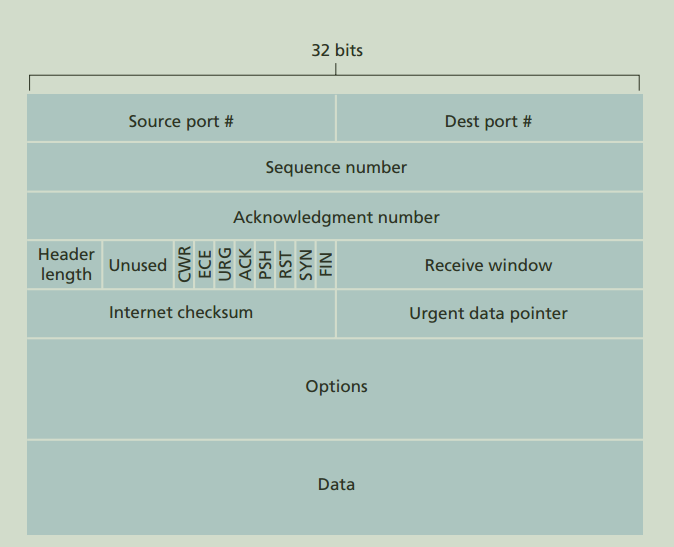 32 bits
Source port #
Dest port #
Sequence number
Acknowledgment number
Header
length
Unused
CWR
ECE
URG
ACK
PSH
RST
SYN
FIN
Receive window
Internet checksum
Urgent data pointer
Options
Data